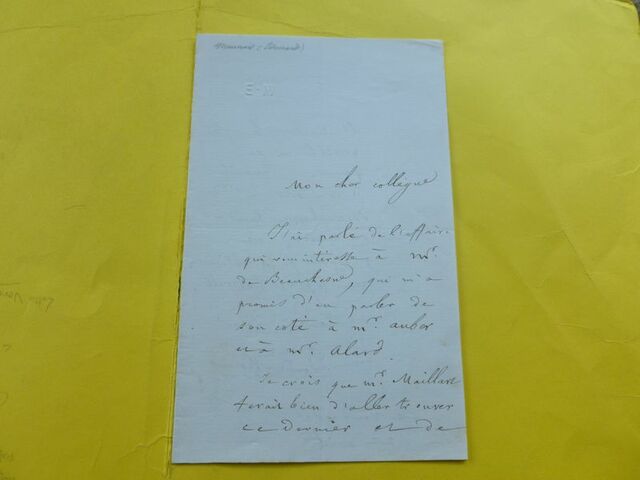 Mon cher collègue
J'ai parlé de l'affaire
qui vous intéresse à mr.
de Beauchesne, qui m'a
promis d'en parler de
son coté à mr. auber
et à mr. Alard.
Je crois que mr. Maillart
ferait bien d'aller trouver
ce dernier et de